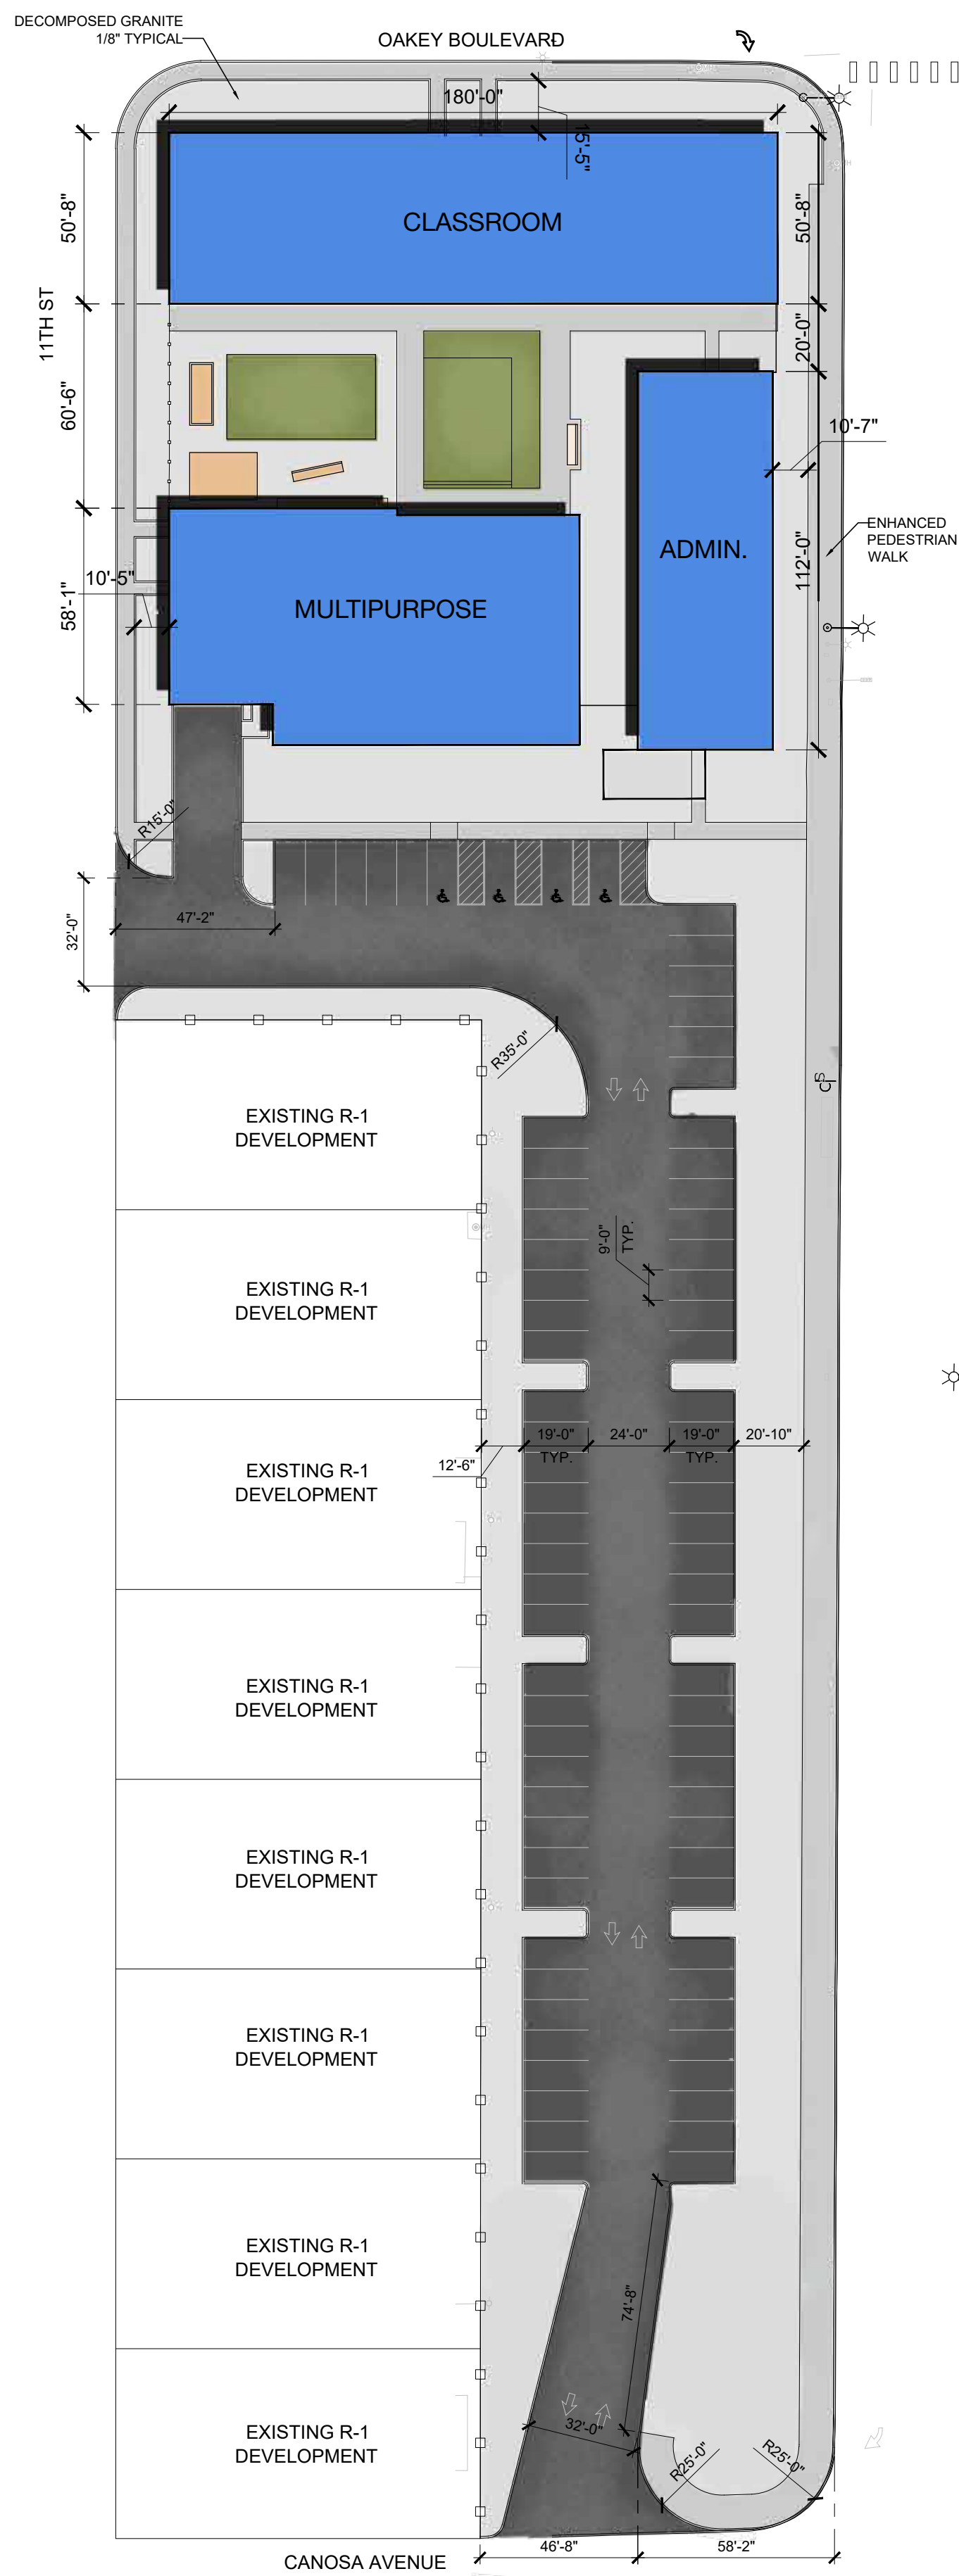 DECOMPOSED GRANITE
1/8" TYPICAL
OAKEY BOULEVARD
180'-0"
15'-5"
50'-8"
CLASSROOM
50'-8"
11TH ST
20'-0"
60'-6"
10'-7"
ENHANCED
PEDESTRIAN
WALK
ADMIN.
112'-0"
10'-5"
58'-1"
MULTIPURPOSE
R15'-0"
47'-2"
32'-0"
R35'-0"
EXISTING R-1
DEVELOPMENT
9'-0"
TYP.
EXISTING R-1
DEVELOPMENT
19'-0"
TYP.
24'-0"
19'-0"
TYP.
20'-10"
12'-6"
EXISTING R-1
DEVELOPMENT
EXISTING R-1
DEVELOPMENT
EXISTING R-1
DEVELOPMENT
EXISTING R-1
DEVELOPMENT
EXISTING R-1
DEVELOPMENT
74'-8"
32'-0"
R25'-0"
R25'-0"
EXISTING R-1
DEVELOPMENT
46'-8"
58'-2"
CANOSA AVENUE